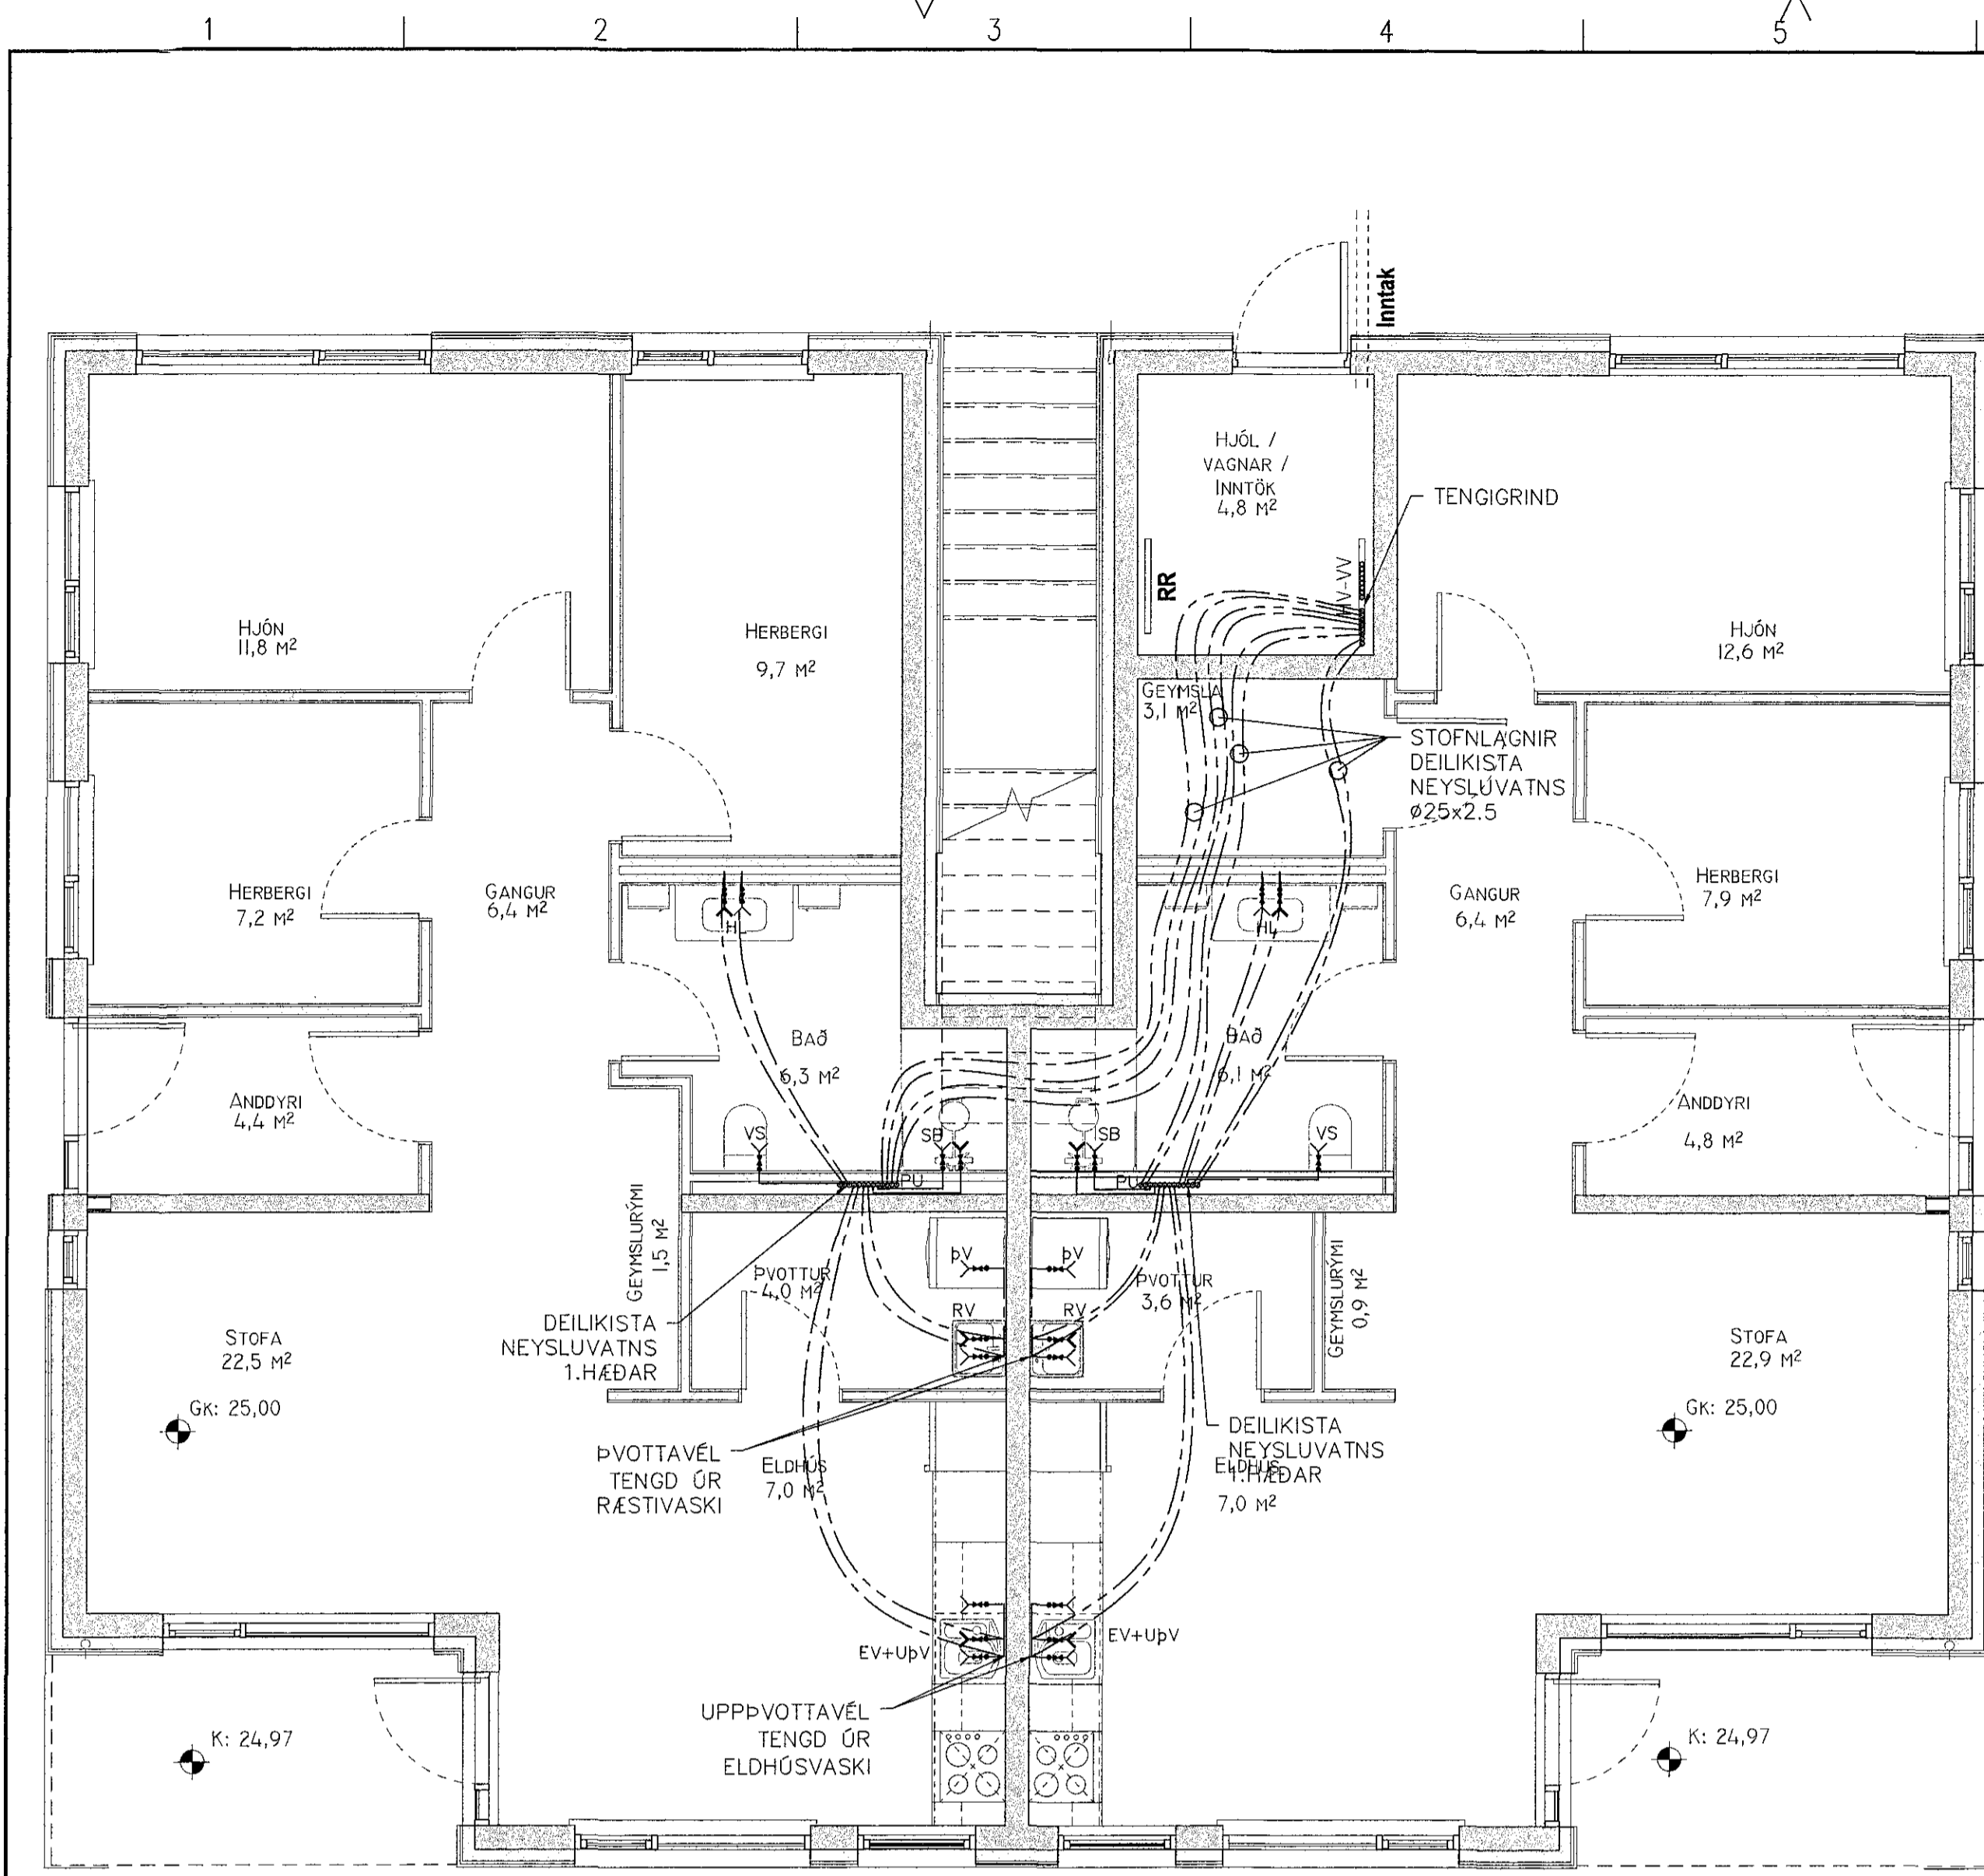 1
2
3
4
5
Inntak
HJÓL /
VAGNAR /
INNTÖK
4,8 M²
TENGIGRIND
RR
HJÓN
11,8 M²
HERBERGI
9,7 M²
HJÓN
12,6 M²
GEYMSLA
3,1 M²
STOFNLAGNIR
DEILIKISTA
NEYSLÚVATNS
ø25x2.5
HERBERGI
7,2 M²
GANGUR
6,4 M²
HL
HL
GANGUR
6,4 M²
HERBERGI
7,9 M²
BAÐ
6,3 M²
BAÐ
6,1 M²
ANDDYRI
4,4 M²
ANDDYRI
4,8 M²
VS
SB
SB
VS
PU
PU
GEYMSLURÝMI
1,5 M²
ÞV
ÞV
ÞVOTTUR
4,0 M²
ÞVOTTUR
3,6 M²
GEYMSLURÝMI
0,9 M²
RV
RV
DEILIKISTA
NEYSLUVATNS
1.HÆÐAR
STOFA
22,5 M²
GK: 25,00
STOFA
22,9 M²
GK: 25,00
ÞVOTTAVÉL
TENGD ÚR
RÆSTIVASKI
ELDHÚS
7,0 M²
DEILIKISTA
NEYSLUVATNS
1.HÆÐAR
ELDHÚS
7,0 M²
EV+UÞV
EV+UÞV
UPPÞVOTTAVÉL
TENGD ÚR
ELDHÚSVASKI
K: 24,97
K: 24,97